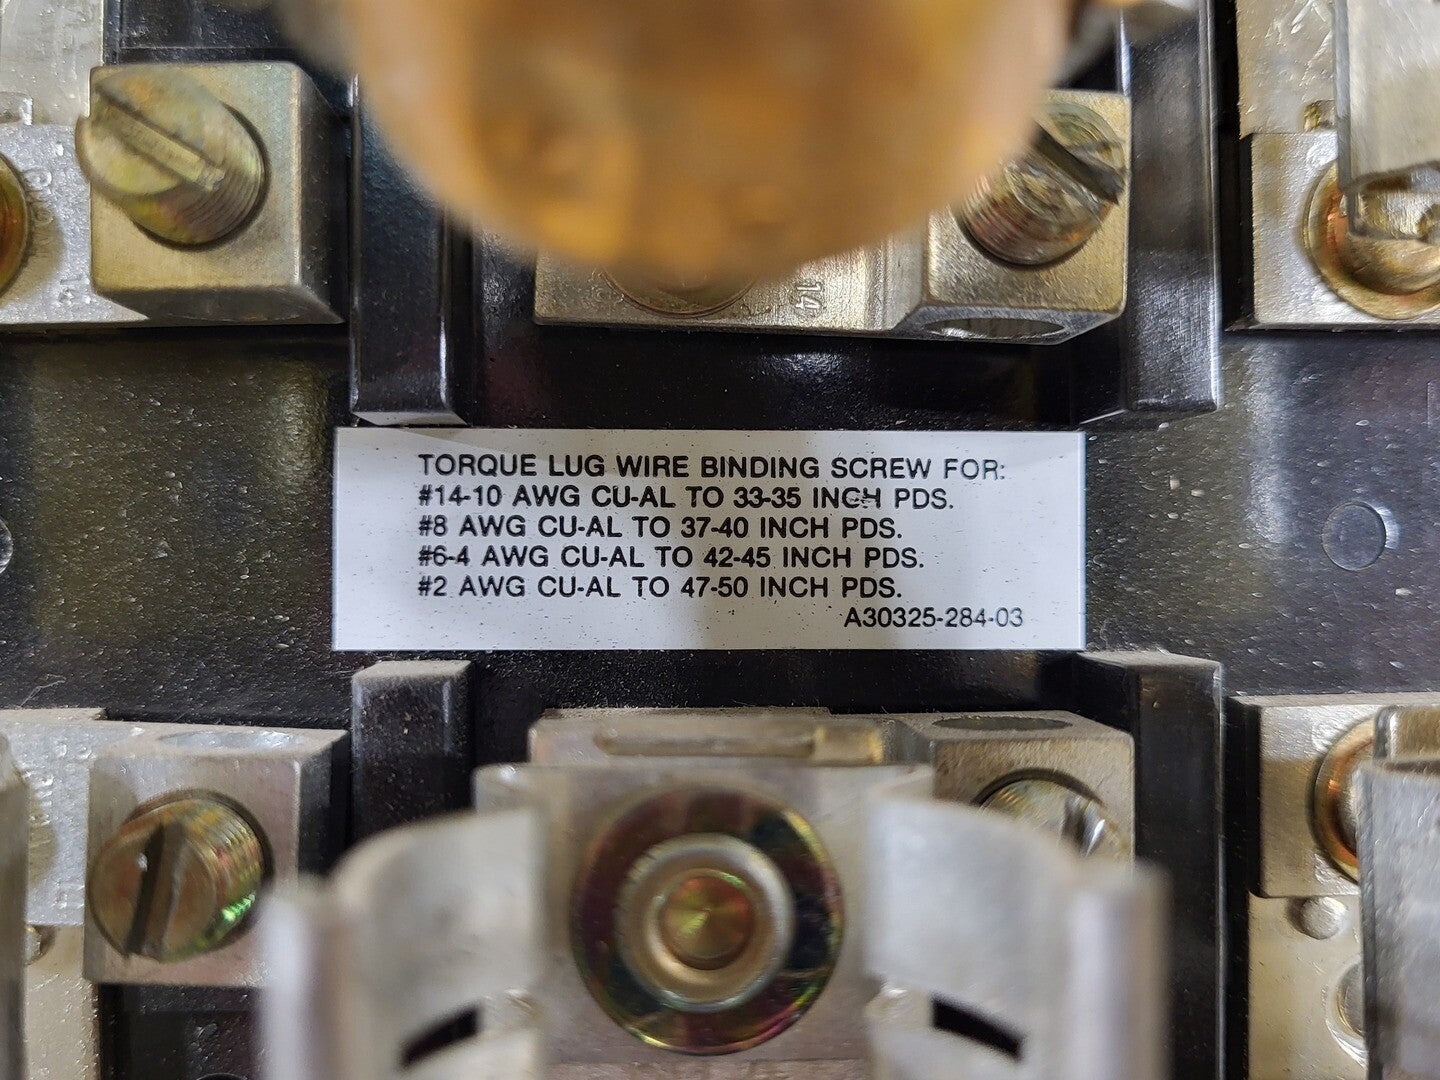 14
TORQUE LUG WIRE BINDING SCREW FOR:
#14-10 AWG CU-AL TO 33-35 INCH PDS.
#8 AWG CU-AL TO 37-40 INCH PDS.
#6-4 AWG CU-AL TO 42-45 INCH PDS.
#2 AWG CU-AL TO 47-50 INCH PDS.
A30325-284-03